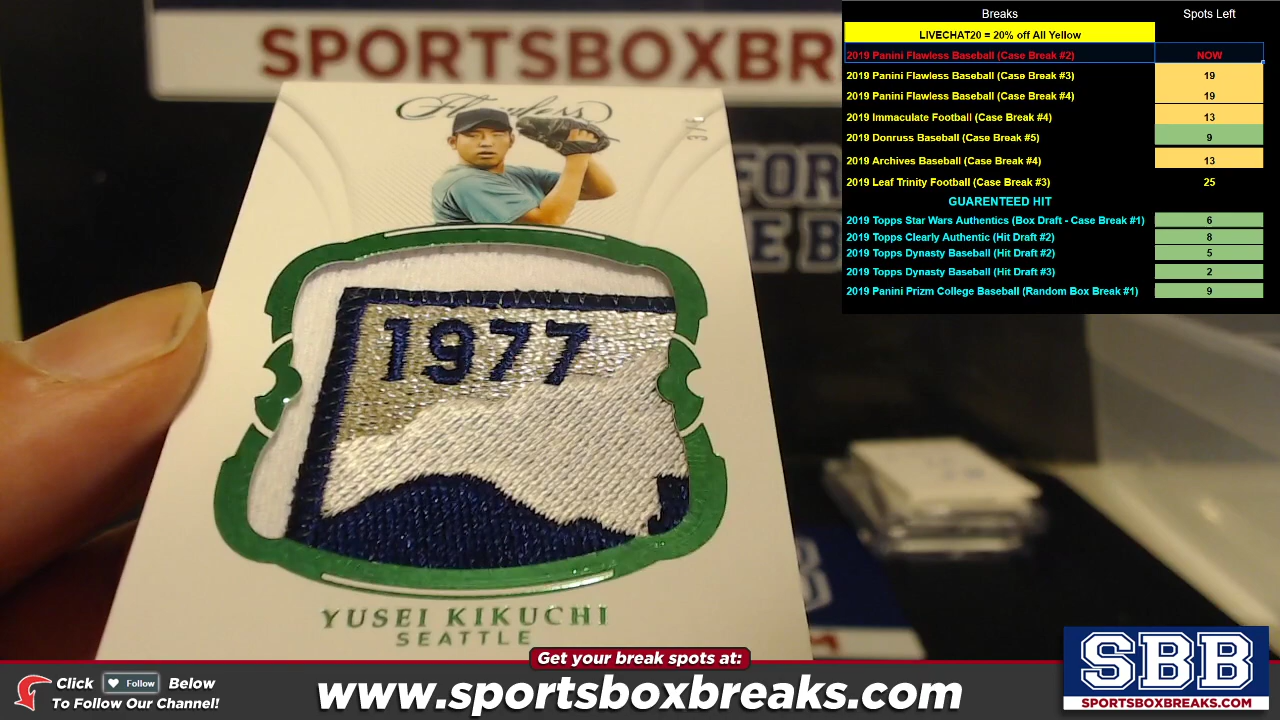 SPORTSBOXBREA
Breaks Spots Left
LIVECHAT20 = 20% off All Yellow
2019 Panini Flawless Baseball (Case Break #2) NOW
2019 Panini Flawless Baseball (Case Break #3) 19
2019 Panini Flawless Baseball (Case Break #4) 19
2019 Immaculate Football (Case Break #4) 13
2019 Donruss Baseball (Case Break #5) 9
2019 Archives Baseball (Case Break #4) 13
2019 Leaf Trinity Football (Case Break #3) 25
GUARENTEED HIT
2019 Topps Star Wars Authentics (Box Draft - Case Break #1) 6
2019 Topps Clearly Authentic (Hit Draft #2) 8
2019 Topps Dynasty Baseball (Hit Draft #2) 5
2019 Topps Dynasty Baseball (Hit Draft #3) 2
2019 Panini Prizm College Baseball (Random Box Break #1) 9
Flawless
FOR
E B
1977
YUSEI KIKUCHI
SEATTLE
Get your break spots at:
Click Follow Below
To Follow Our Channel!
www.sportsboxbreaks.com
SBB
SPORTSBOXBREAKS.COM